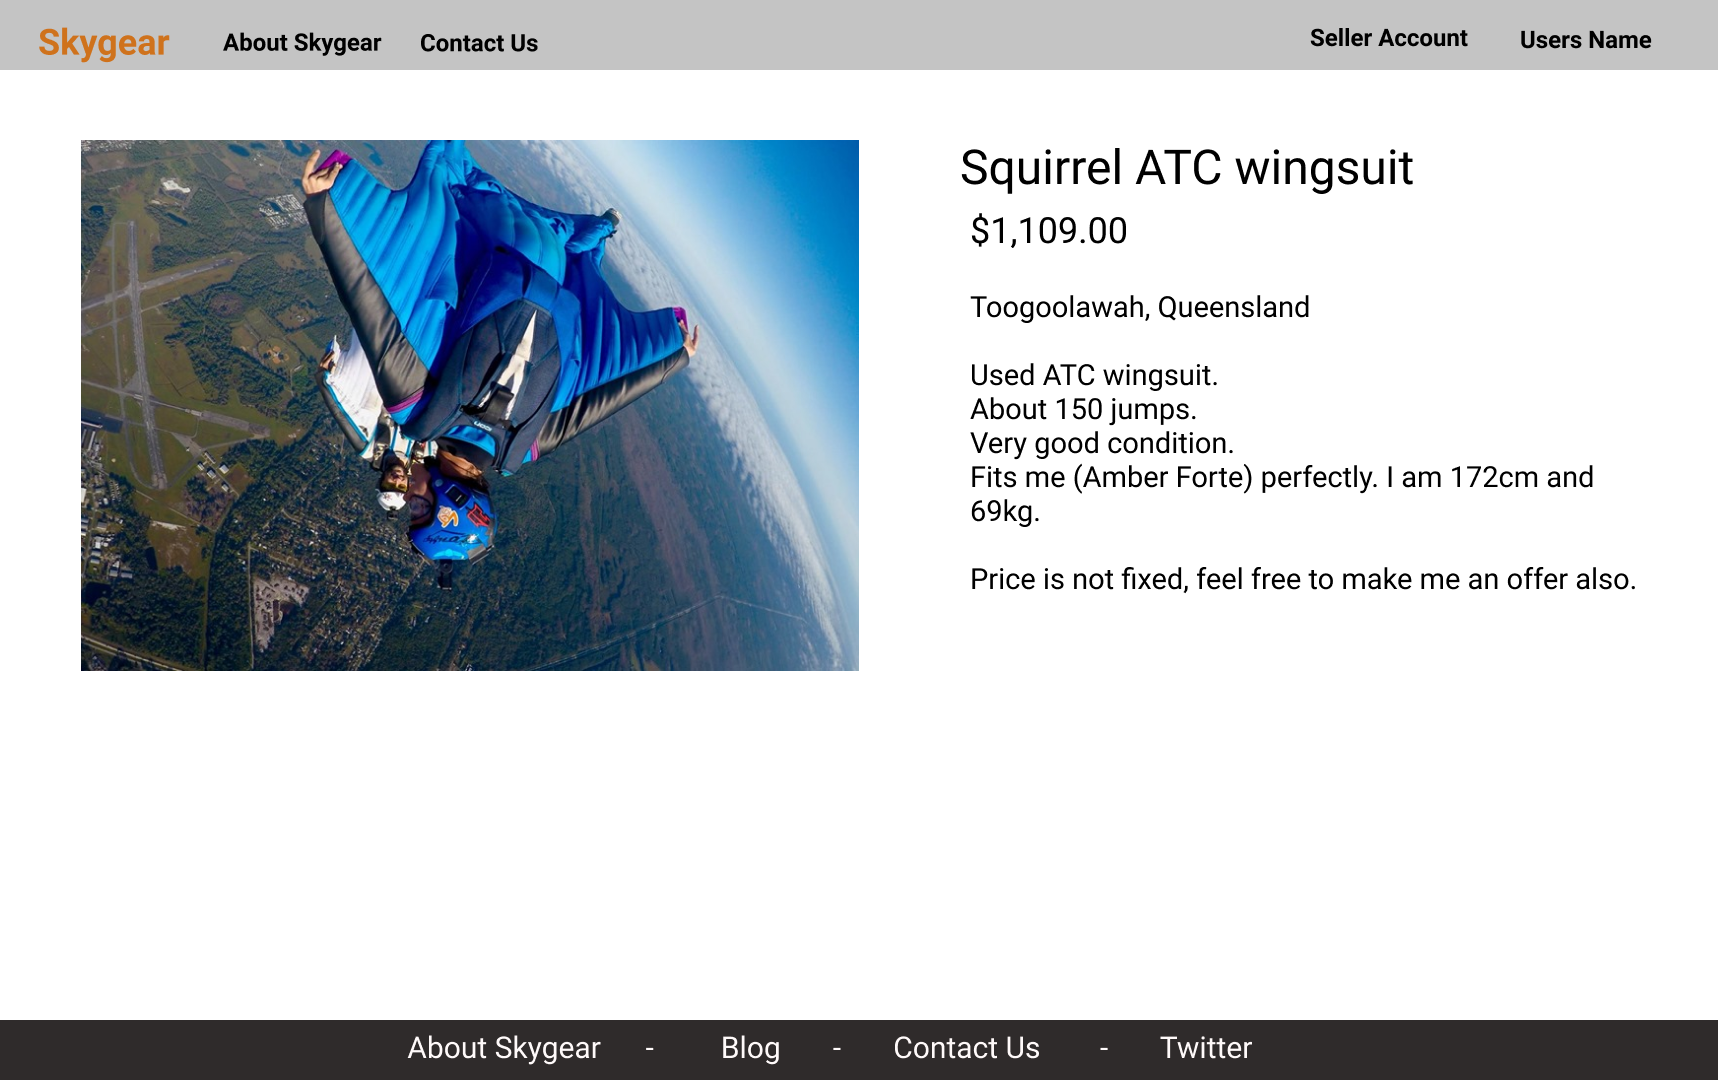 Skygear About Skygear Contact Us Seller Account Users Name
Squirrel ATC wingsuit
$1,109.00
Toogoolawah, Queensland
Used ATC wingsuit.
About 150 jumps.
Very good condition.
Fits me (Amber Forte) perfectly. I am 172cm and
69kg.
Price is not fixed, feel free to make me an offer also.
About Skygear - Blog - Contact Us - Twitter